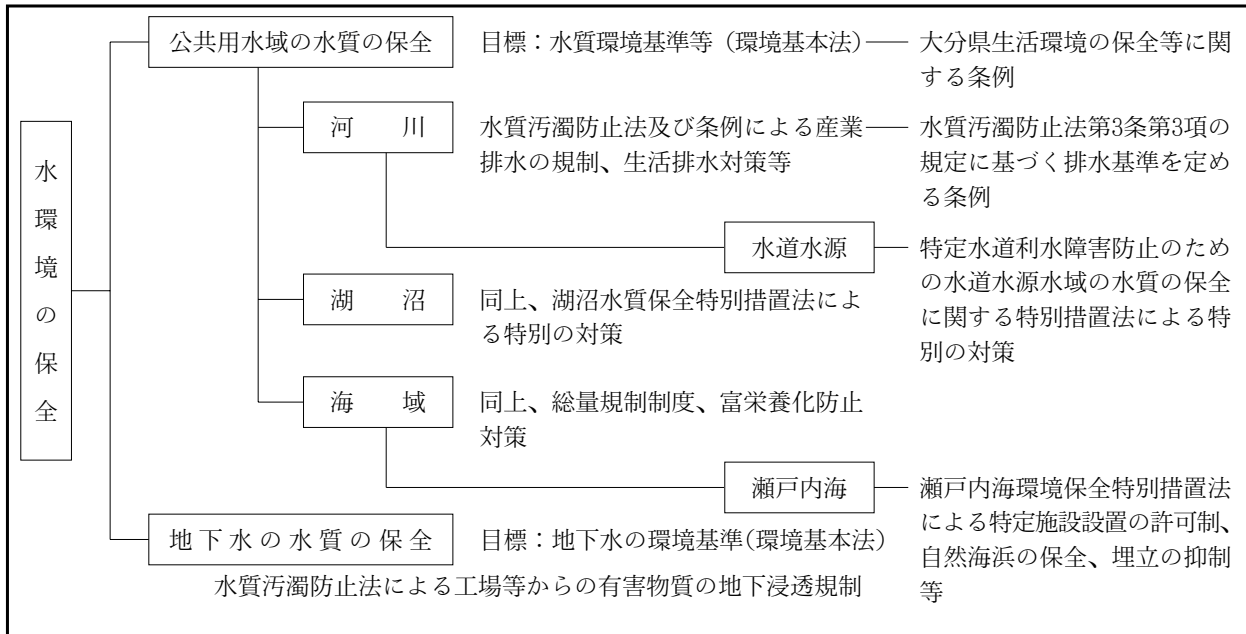 水環境の保全
公共用水域の水質の保全
目標：水質環境基準等（環境基本法）
大分県生活環境の保全等に関
する条例
河　川
水質汚濁防止法及び条例による産業
排水の規制、生活排水対策等
水質汚濁防止法第3条第3項の
規定に基づく排水基準を定め
る条例
水道水源
特定水道利水障害防止のため
の水道水源水域の水質の保全
に関する特別措置法による特
別の対策
湖　沼
同上、湖沼水質保全特別措置法によ
る特別の対策
海　域
同上、総量規制制度、富栄養化防止
対策
瀬戸内海
瀬戸内海環境保全特別措置法
による特定施設設置の許可制、
自然海浜の保全、埋立の抑制
等
地下水の水質の保全
目標：地下水の環境基準（環境基本法）
水質汚濁防止法による工場等からの有害物質の地下浸透規制